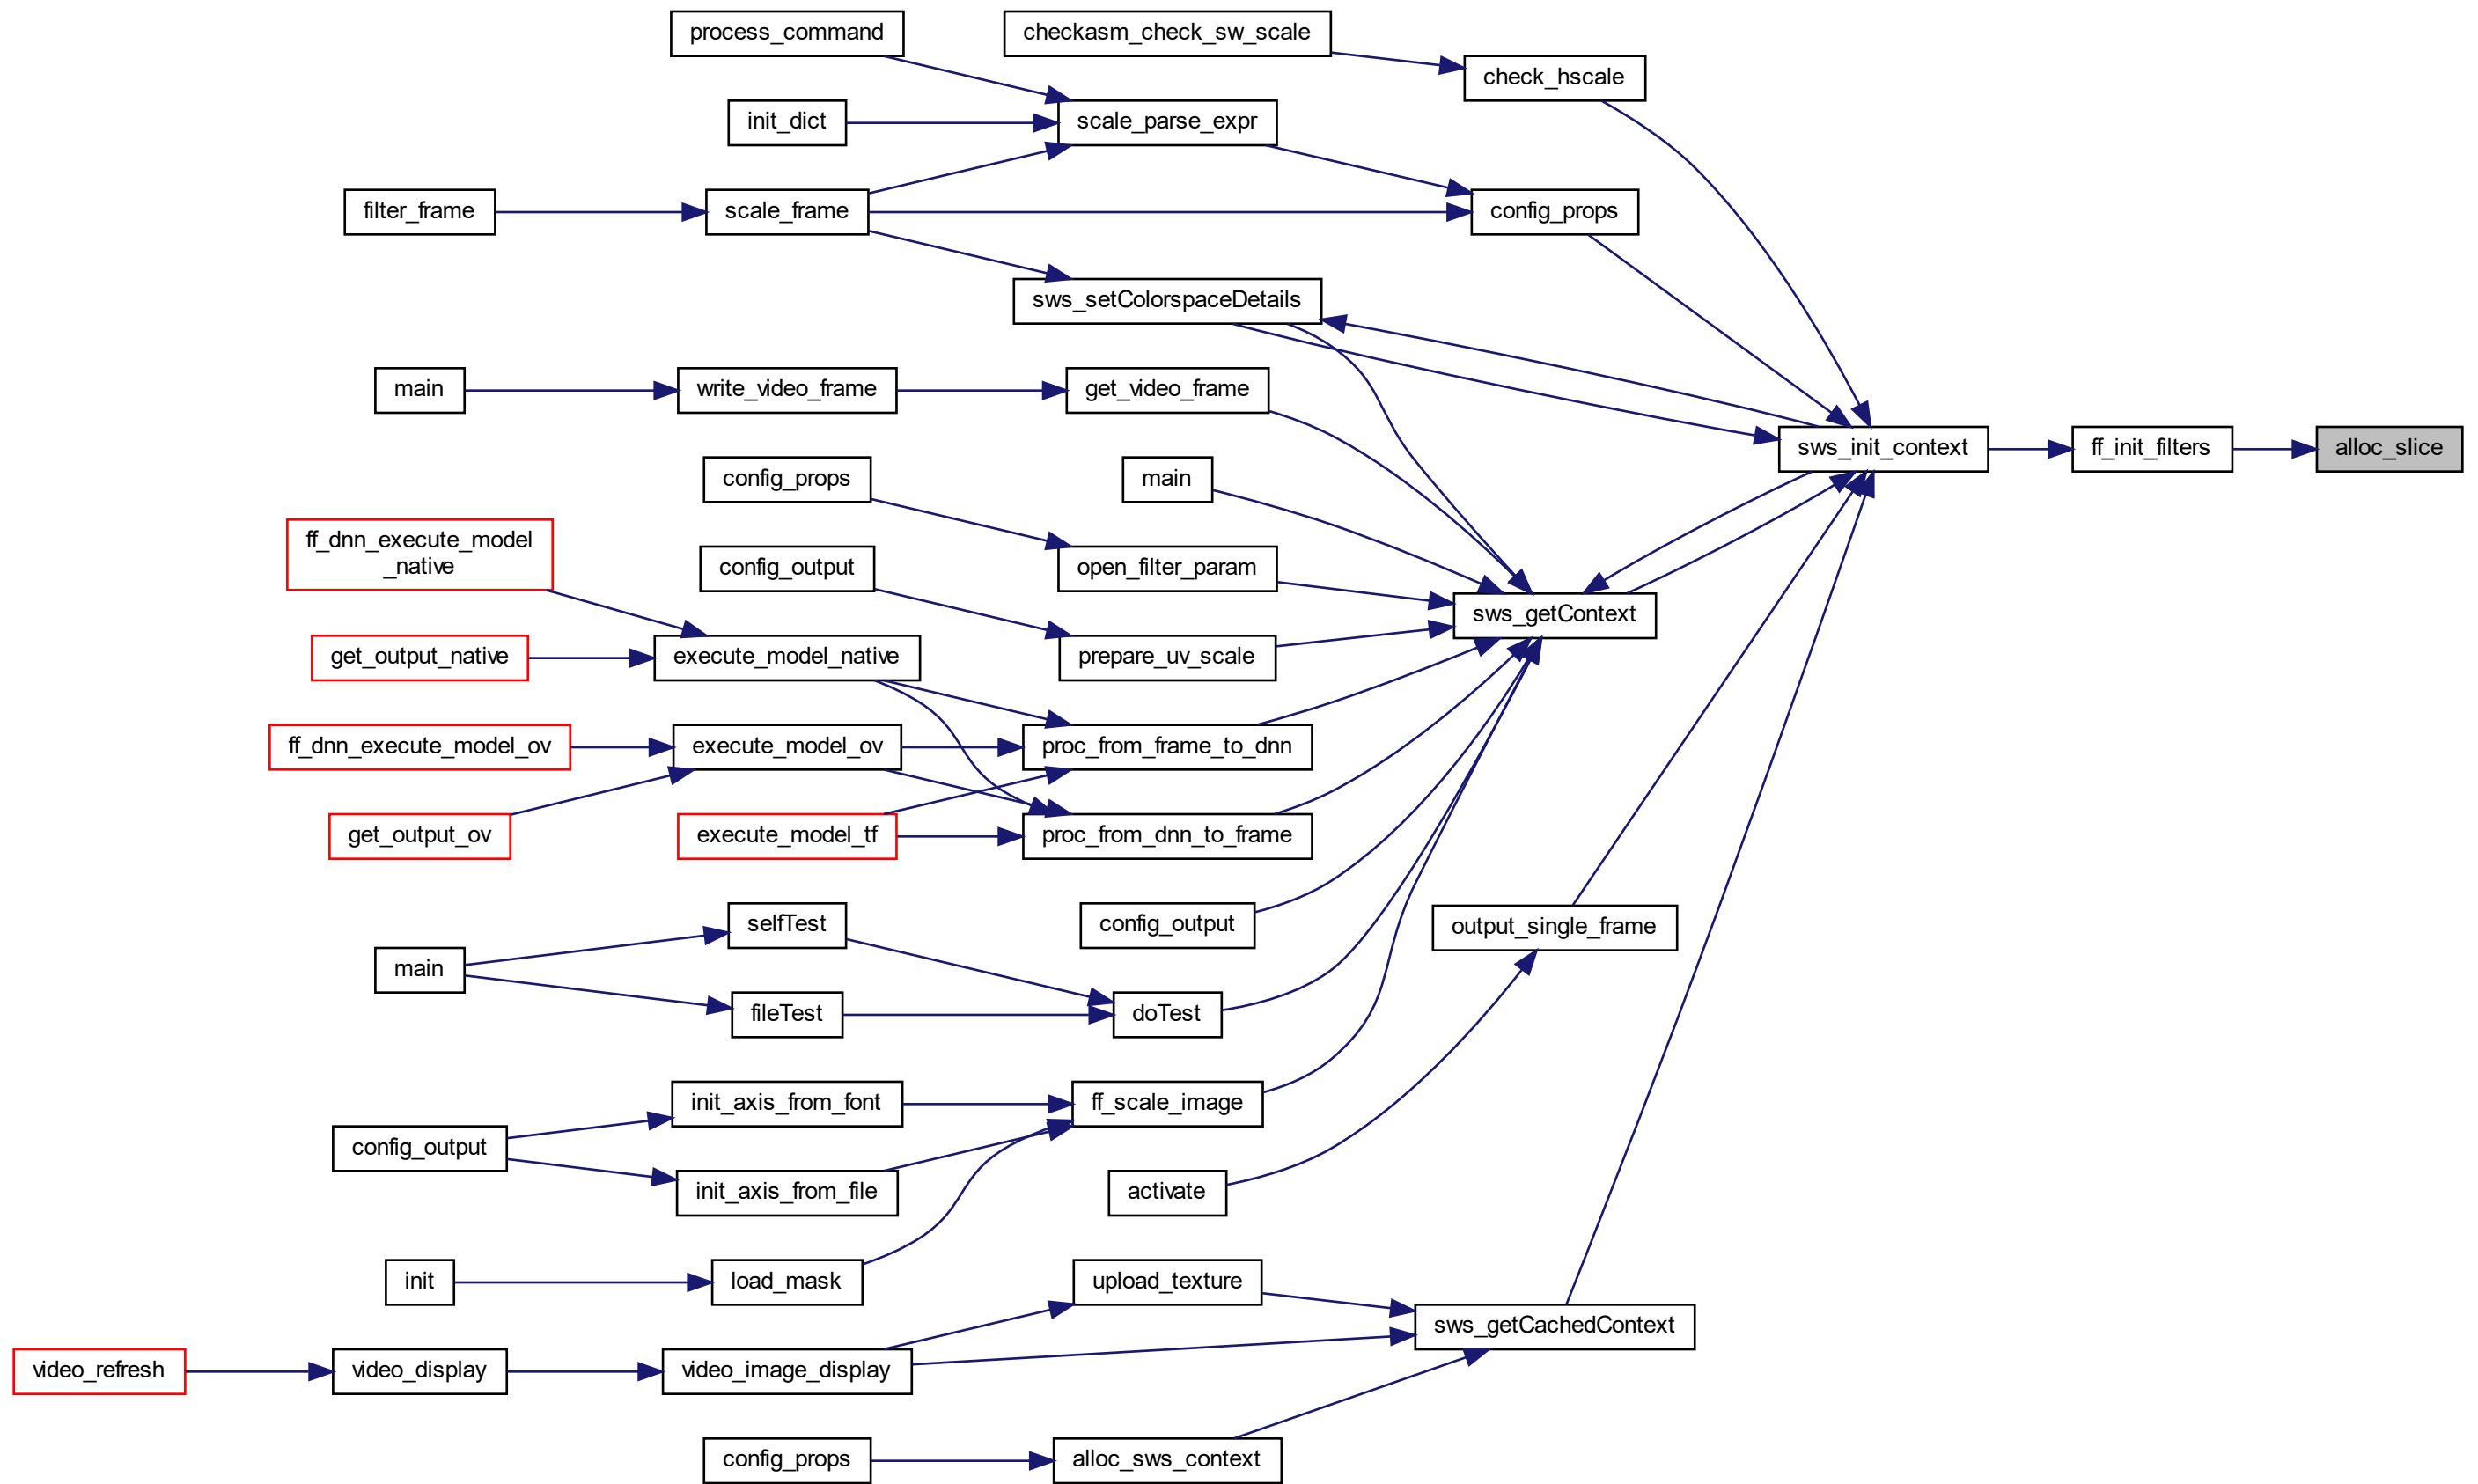 process_command
checkasm_check_sw_scale
check_hscale
init_dict
scale_parse_expr
filter_frame
scale_frame
config_props
sws_setColorspaceDetails
main
write_video_frame
get_video_frame
sws_init_context
ff_init_filters
alloc_slice
config_props
main
ff_dnn_execute_model
_native
config_output
open_filter_param
sws_getContext
get_output_native
execute_model_native
prepare_uv_scale
ff_dnn_execute_model_ov
execute_model_ov
proc_from_frame_to_dnn
get_output_ov
execute_model_tf
proc_from_dnn_to_frame
selfTest
config_output
output_single_frame
main
fileTest
doTest
init_axis_from_font
ff_scale_image
config_output
init_axis_from_file
activate
init
load_mask
upload_texture
sws_getCachedContext
video_refresh
video_display
video_image_display
config_props
alloc_sws_context